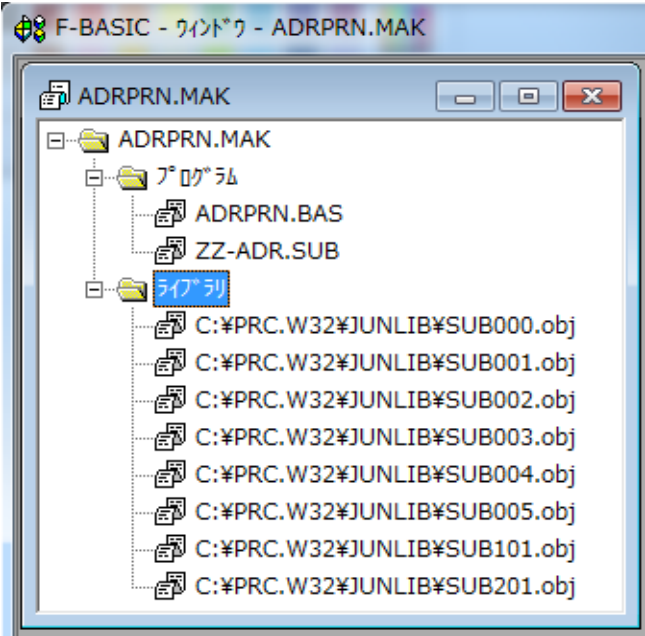 F-BASIC - ｳｨﾝﾄﾞｳ - ADRPRN.MAK
ADRPRN.MAK
ADRPRN.MAK
ﾌﾟﾛｸﾞﾗﾑ
ADRPRN.BAS
ZZ-ADR.SUB
ﾗｲﾌﾞﾗﾘ
C:¥PRC.W32¥JUNLIB¥SUB000.obj
C:¥PRC.W32¥JUNLIB¥SUB001.obj
C:¥PRC.W32¥JUNLIB¥SUB002.obj
C:¥PRC.W32¥JUNLIB¥SUB003.obj
C:¥PRC.W32¥JUNLIB¥SUB004.obj
C:¥PRC.W32¥JUNLIB¥SUB005.obj
C:¥PRC.W32¥JUNLIB¥SUB101.obj
C:¥PRC.W32¥JUNLIB¥SUB201.obj